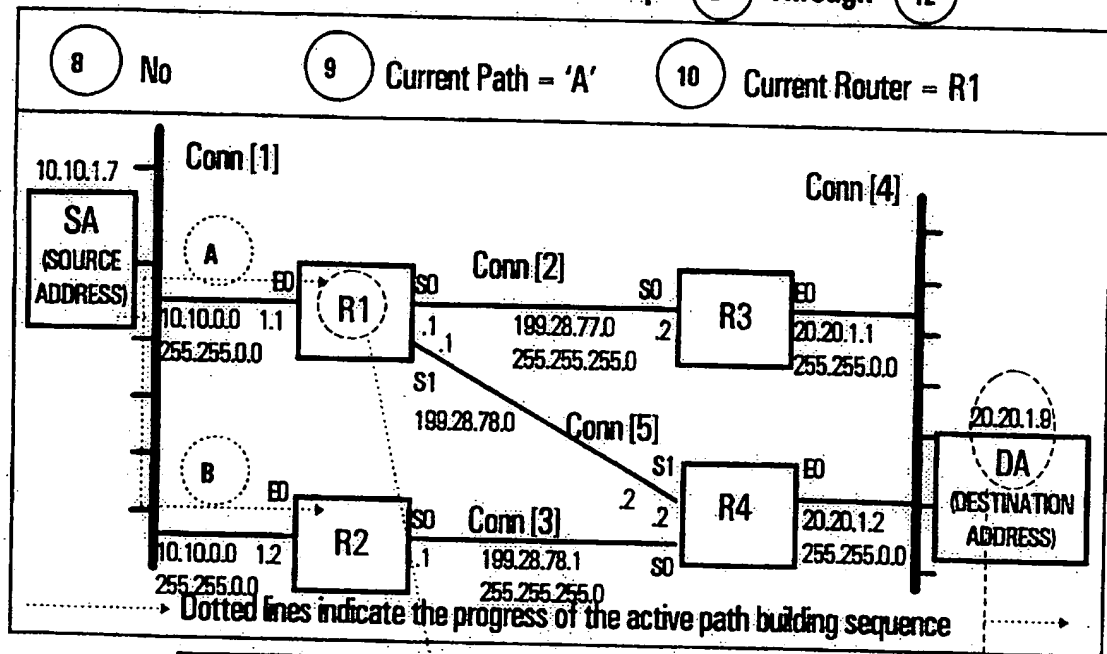 Through 12
8 No 9 Current Path = 'A' 10 Current Router = R1
Conn [1]
10.10.1.7
Conn [4]
SA
(SOURCE
ADDRESS)
A
E0
R1
S0
Conn [2]
S0
R3
E0
10.10.0.0 1.1
255.255.0.0
.1
.1
199.28.77.0
255.255.255.0
.2
20.20.1.1
255.255.0.0
S1
199.28.78.0
Conn [5]
20.20.1.9
DA
(DESTINATION
ADDRESS)
B
E0
R2
S0
Conn [3]
S1
.2
.2
R4
E0
10.10.0.0 1.2
255.255.0.0
.1
199.28.78.1
255.255.255.0
S0
20.20.1.2
255.255.0.0
Dotted lines indicate the progress of the active path building sequence